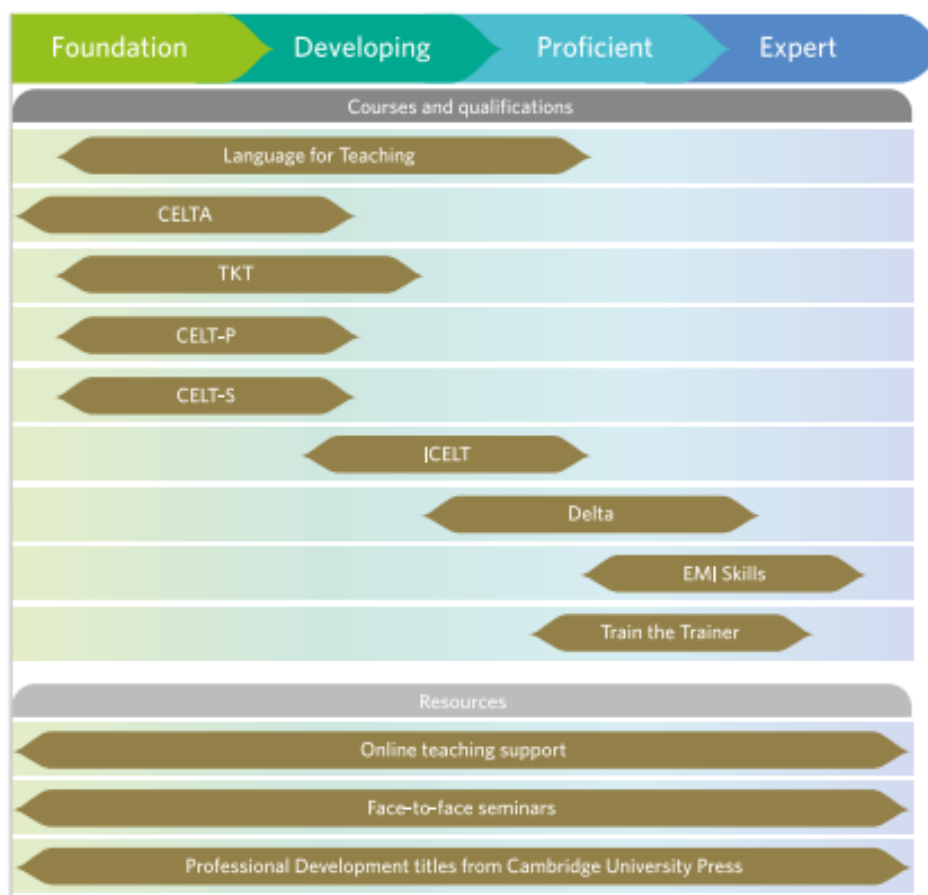 Foundation Developing Proficient Expert
Courses and qualifications
Language for Teaching
CELTA
TKT
CELT-P
CELT-S
ICELT
Delta
EMI Skills
Train the Trainer
Resources
Online teaching support
Face-to-face seminars
Professional Development titles from Cambridge University Press